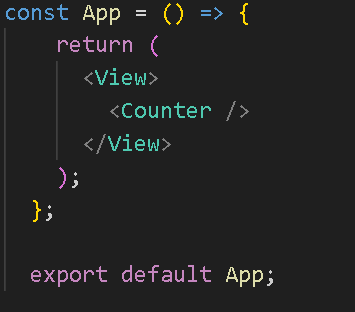 const App = () => {
    return (
      <View>
        <Counter />
      </View>
    );
  };

  export default App;